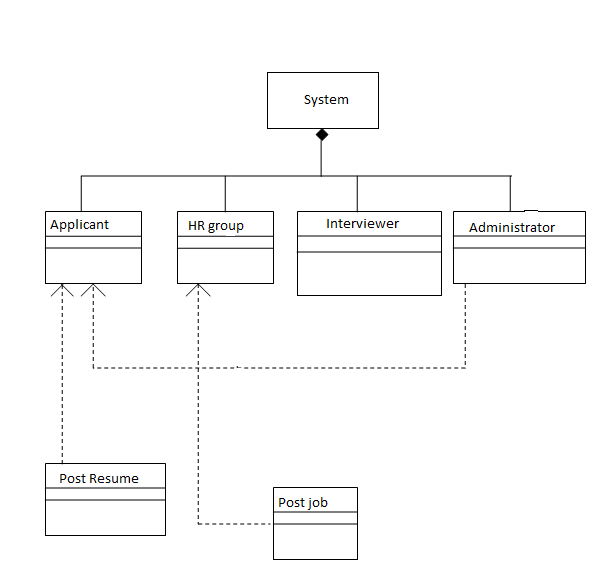 System
Applicant
HR group
Interviewer
Administrator
Post Resume
Post job